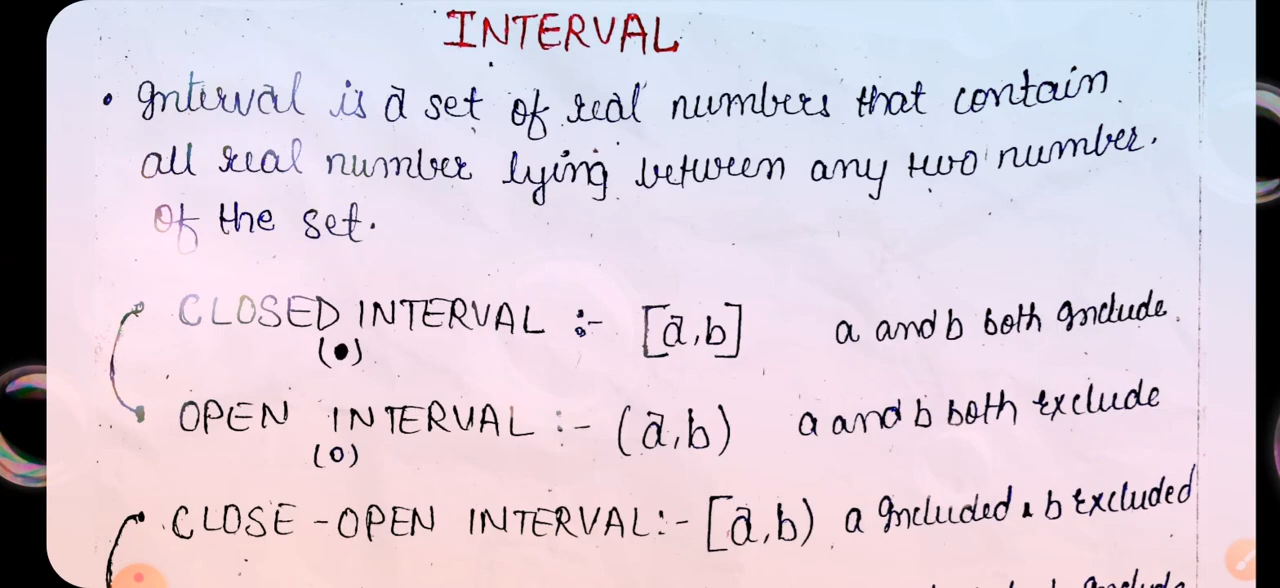 INTERVAL
• Interval is a set of real numbers that contain
all real number lying between any two number.
of the set.
CLOSED INTERVAL :- [a,b] a and b both Include.
(●)
OPEN INTERVAL :- (a,b) a and b both Exclude
(o)
CLOSE-OPEN INTERVAL:- [a,b) a Included & b Excluded